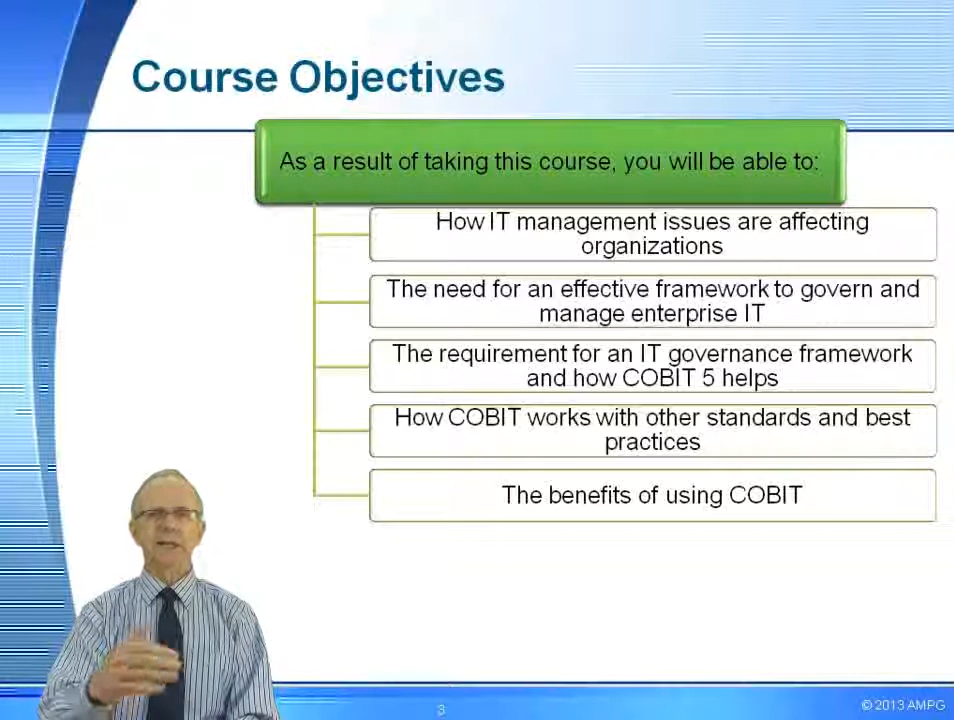 Course Objectives
As a result of taking this course, you will be able to:
How IT management issues are affecting
organizations
The need for an effective framework to govern and
manage enterprise IT
The requirement for an IT governance framework
and how COBIT 5 helps
How COBIT works with other standards and best
practices
The benefits of using COBIT
3
© 2013 AMPG